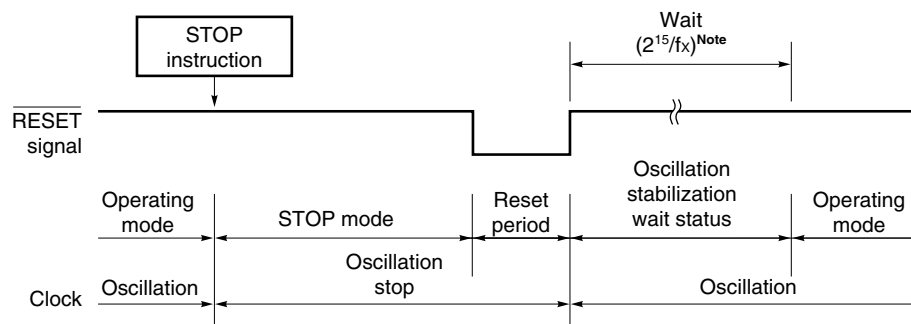 STOP
instruction
Wait
(2¹⁵/fx)Note
RESET
signal
Operating
mode
STOP mode
Reset
period
Oscillation
stabilization
wait status
Operating
mode
Clock
Oscillation
Oscillation
stop
Oscillation